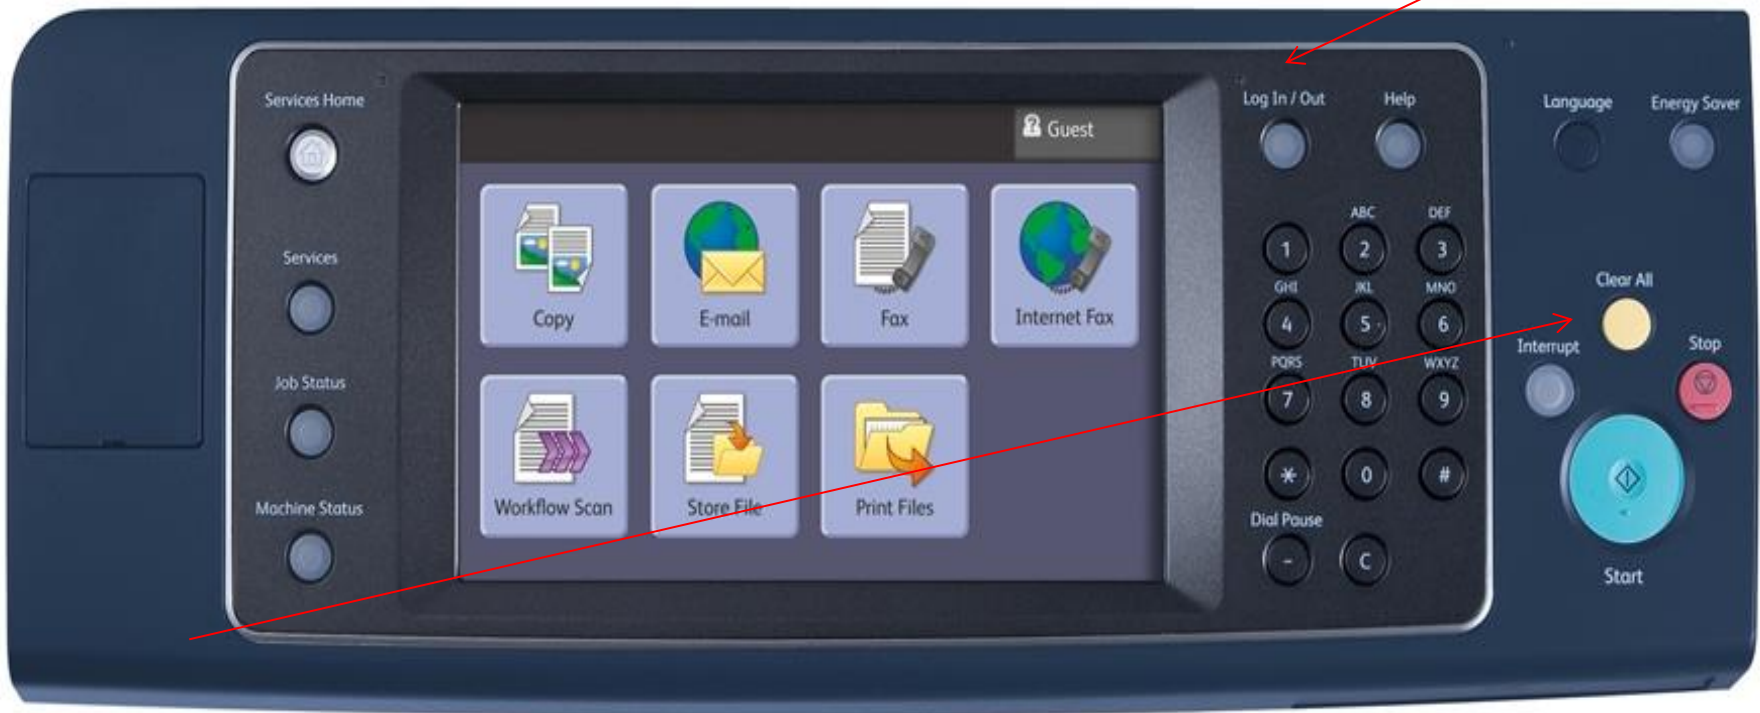 Services Home
Services
Job Status
Machine Status
Guest
Copy
E-mail
Fax
Internet Fax
Workflow Scan
Store File
Print Files
Log In / Out
Help
ABC DEF
1 2 3
GHI JKL MNO
4 5 6
PQRS TUV WXYZ
7 8 9
* 0 #
Dial Pause
- C
Language
Energy Saver
Clear All
Interrupt
Stop
Start